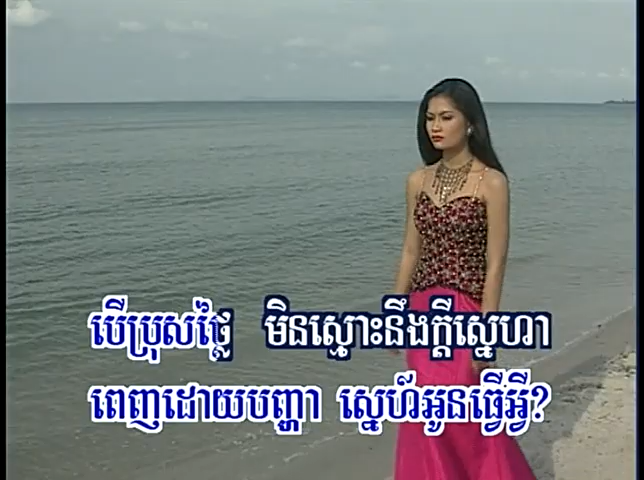 បើប្រុសថ្លៃ មិនស្មោះនឹងក្ដីស្នេហា
ពេញដោយបញ្ហា ស្នេហ៍អូនធ្វើអ្វី?